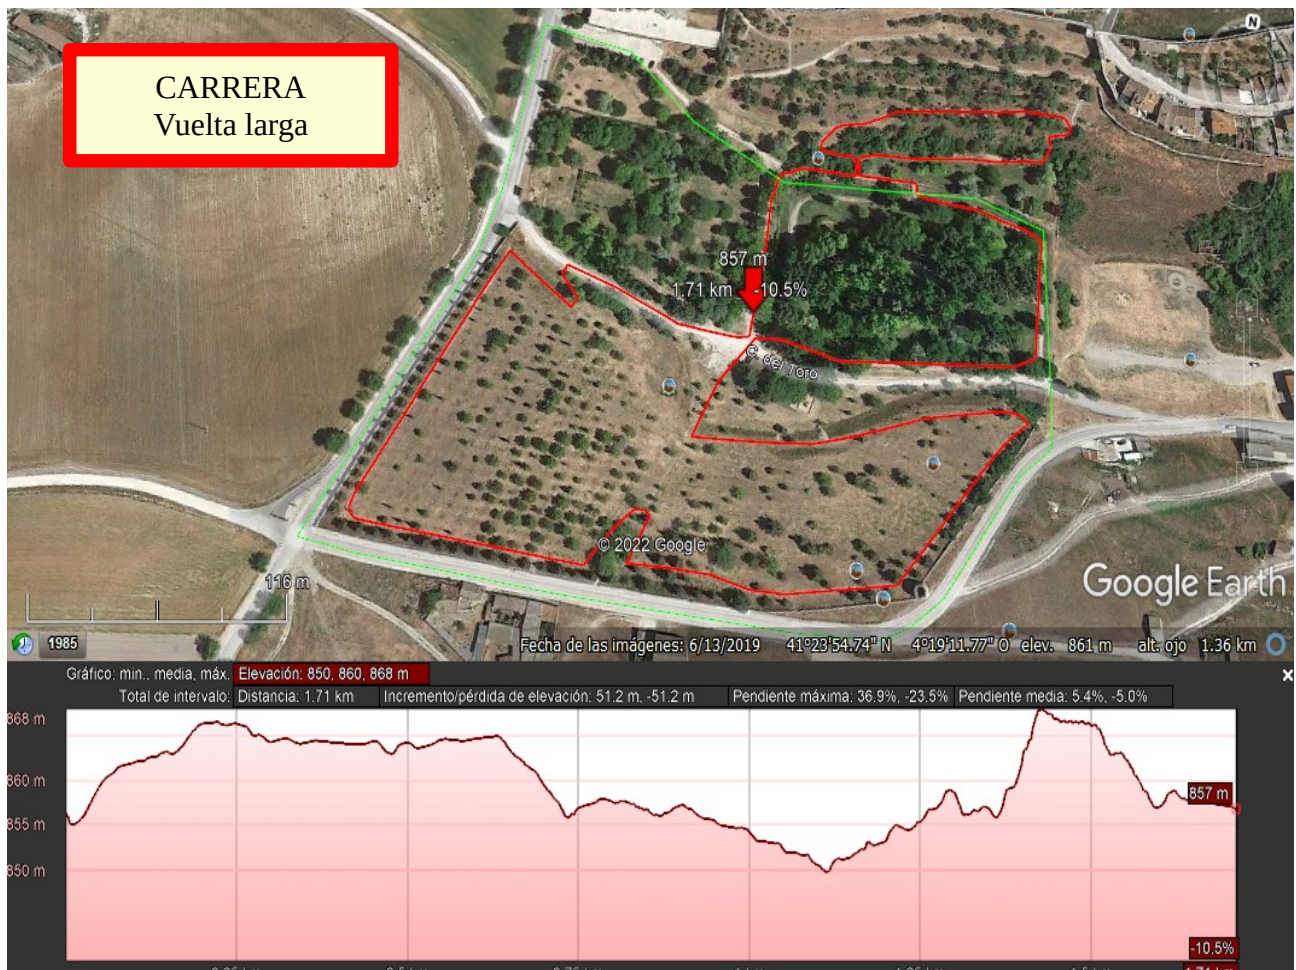 CARRERA
Vuelta larga
N
857 m
1.71 km -10.5%
C. del Toro
© 2022 Google
Google Earth
116 m
1985
Fecha de las imágenes: 6/13/2019 41°23'54.74" N 4°19'11.77" O elev. 861 m alt. ojo 1.36 km
Gráfico: min., media, máx. Elevación: 850, 860, 868 m
Total de intervalo: Distancia: 1.71 km Incremento/pérdida de elevación: 51.2 m, -51.2 m Pendiente máxima: 36.9%, -23.5% Pendiente media: 5.4%, -5.0%
868 m
860 m
857 m
855 m
850 m
-10.5%